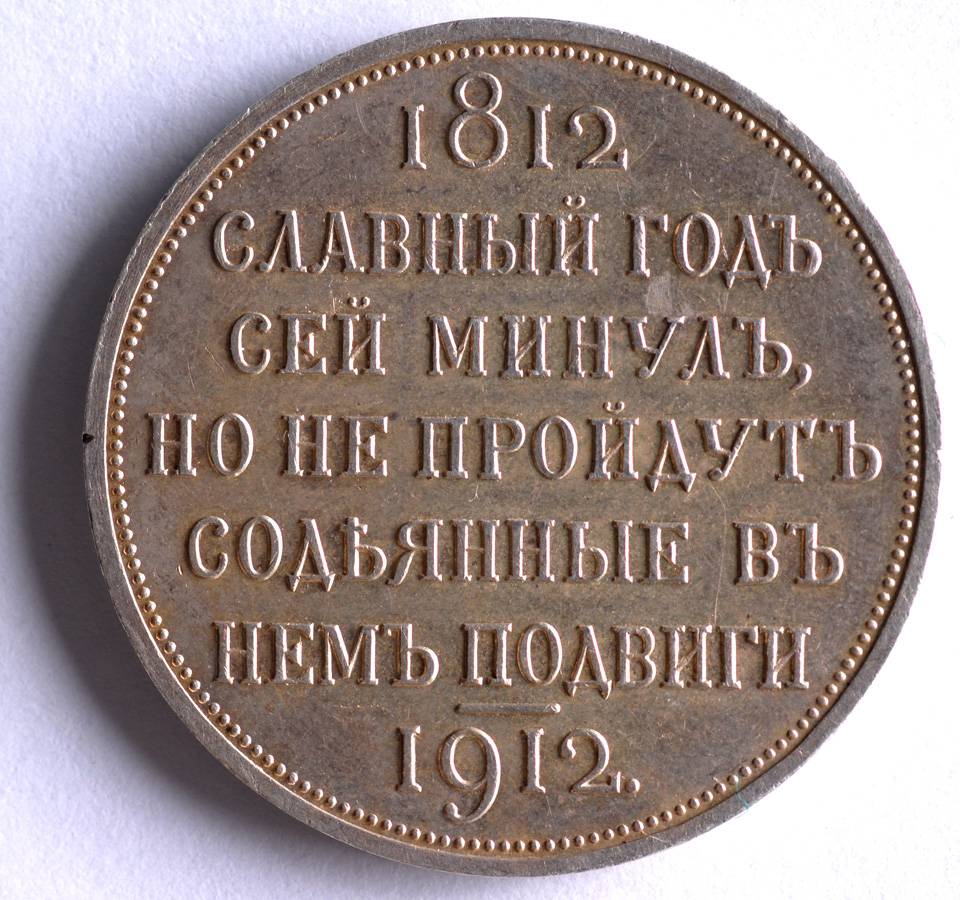 1812
СЛАВНЫЙ ГОДЪ
СЕЙ МИНУЛЪ,
НО НЕ ПРОЙДУТЪ
СОДѢЯННЫЕ ВЪ
НЕМЪ ПОДВИГИ
1912.